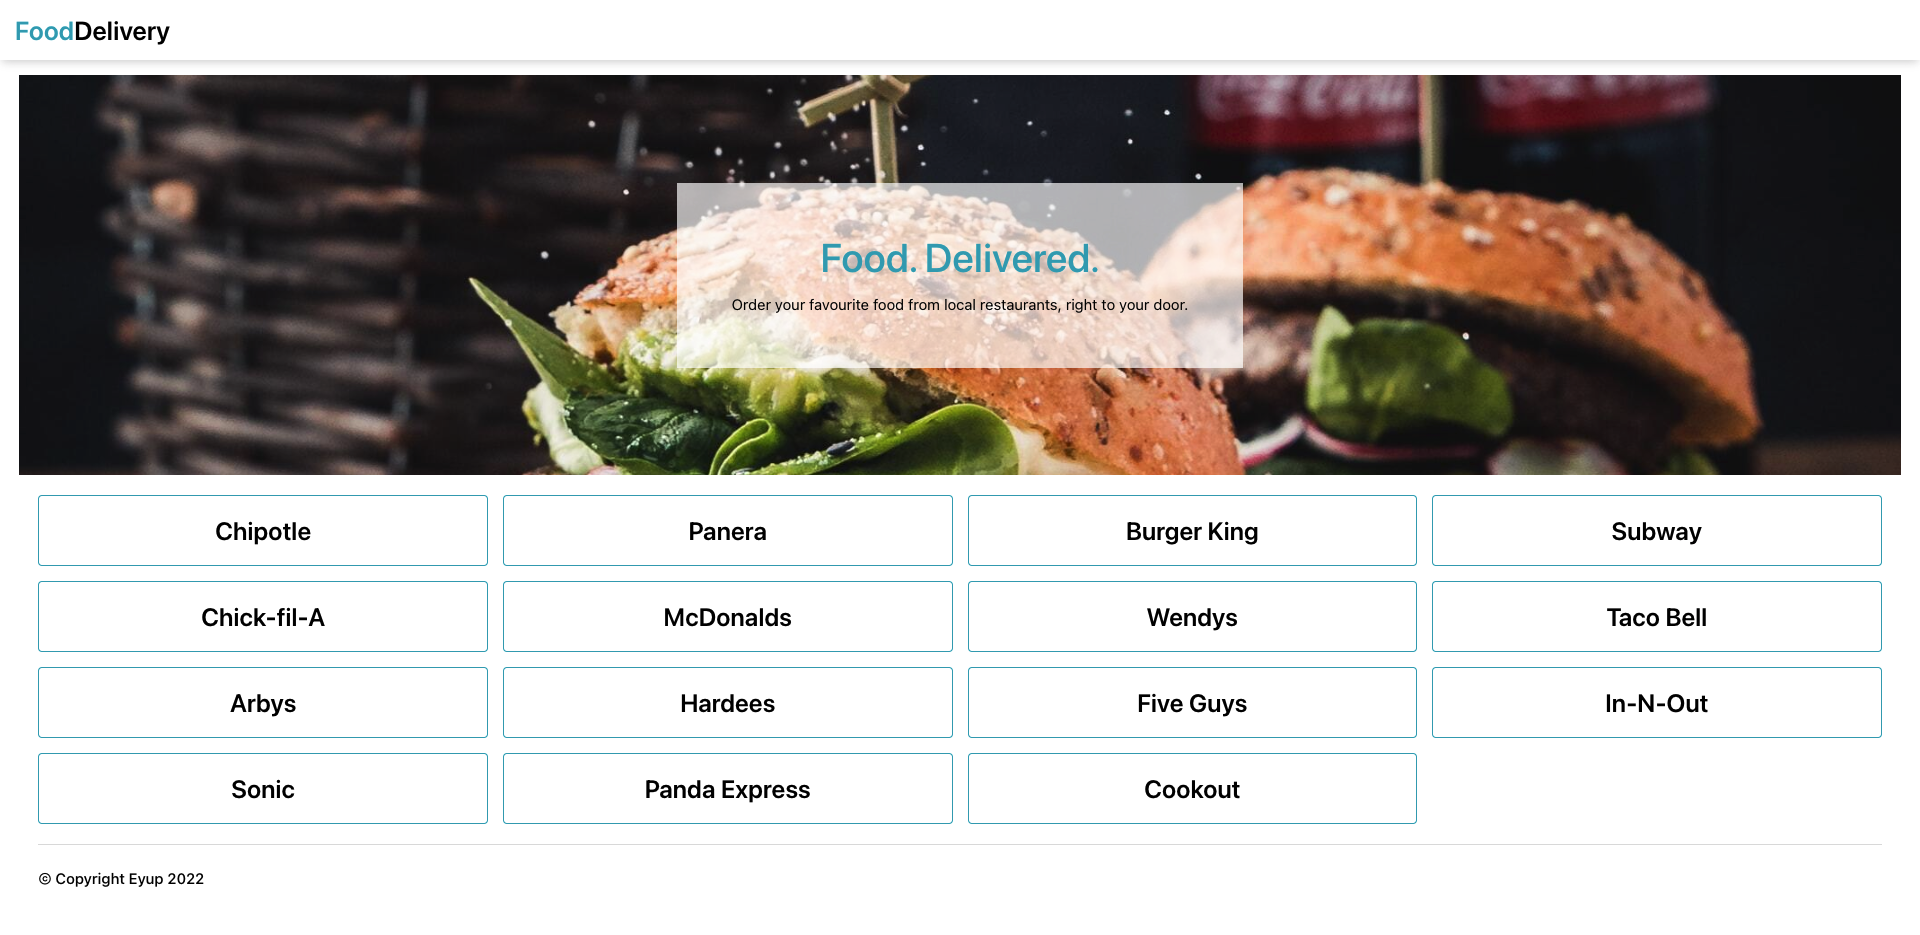 FoodDelivery
Food. Delivered.
Order your favourite food from local restaurants, right to your door.
Chipotle
Panera
Burger King
Subway
Chick-fil-A
McDonalds
Wendys
Taco Bell
Arbys
Hardees
Five Guys
In-N-Out
Sonic
Panda Express
Cookout
© Copyright Eyup 2022